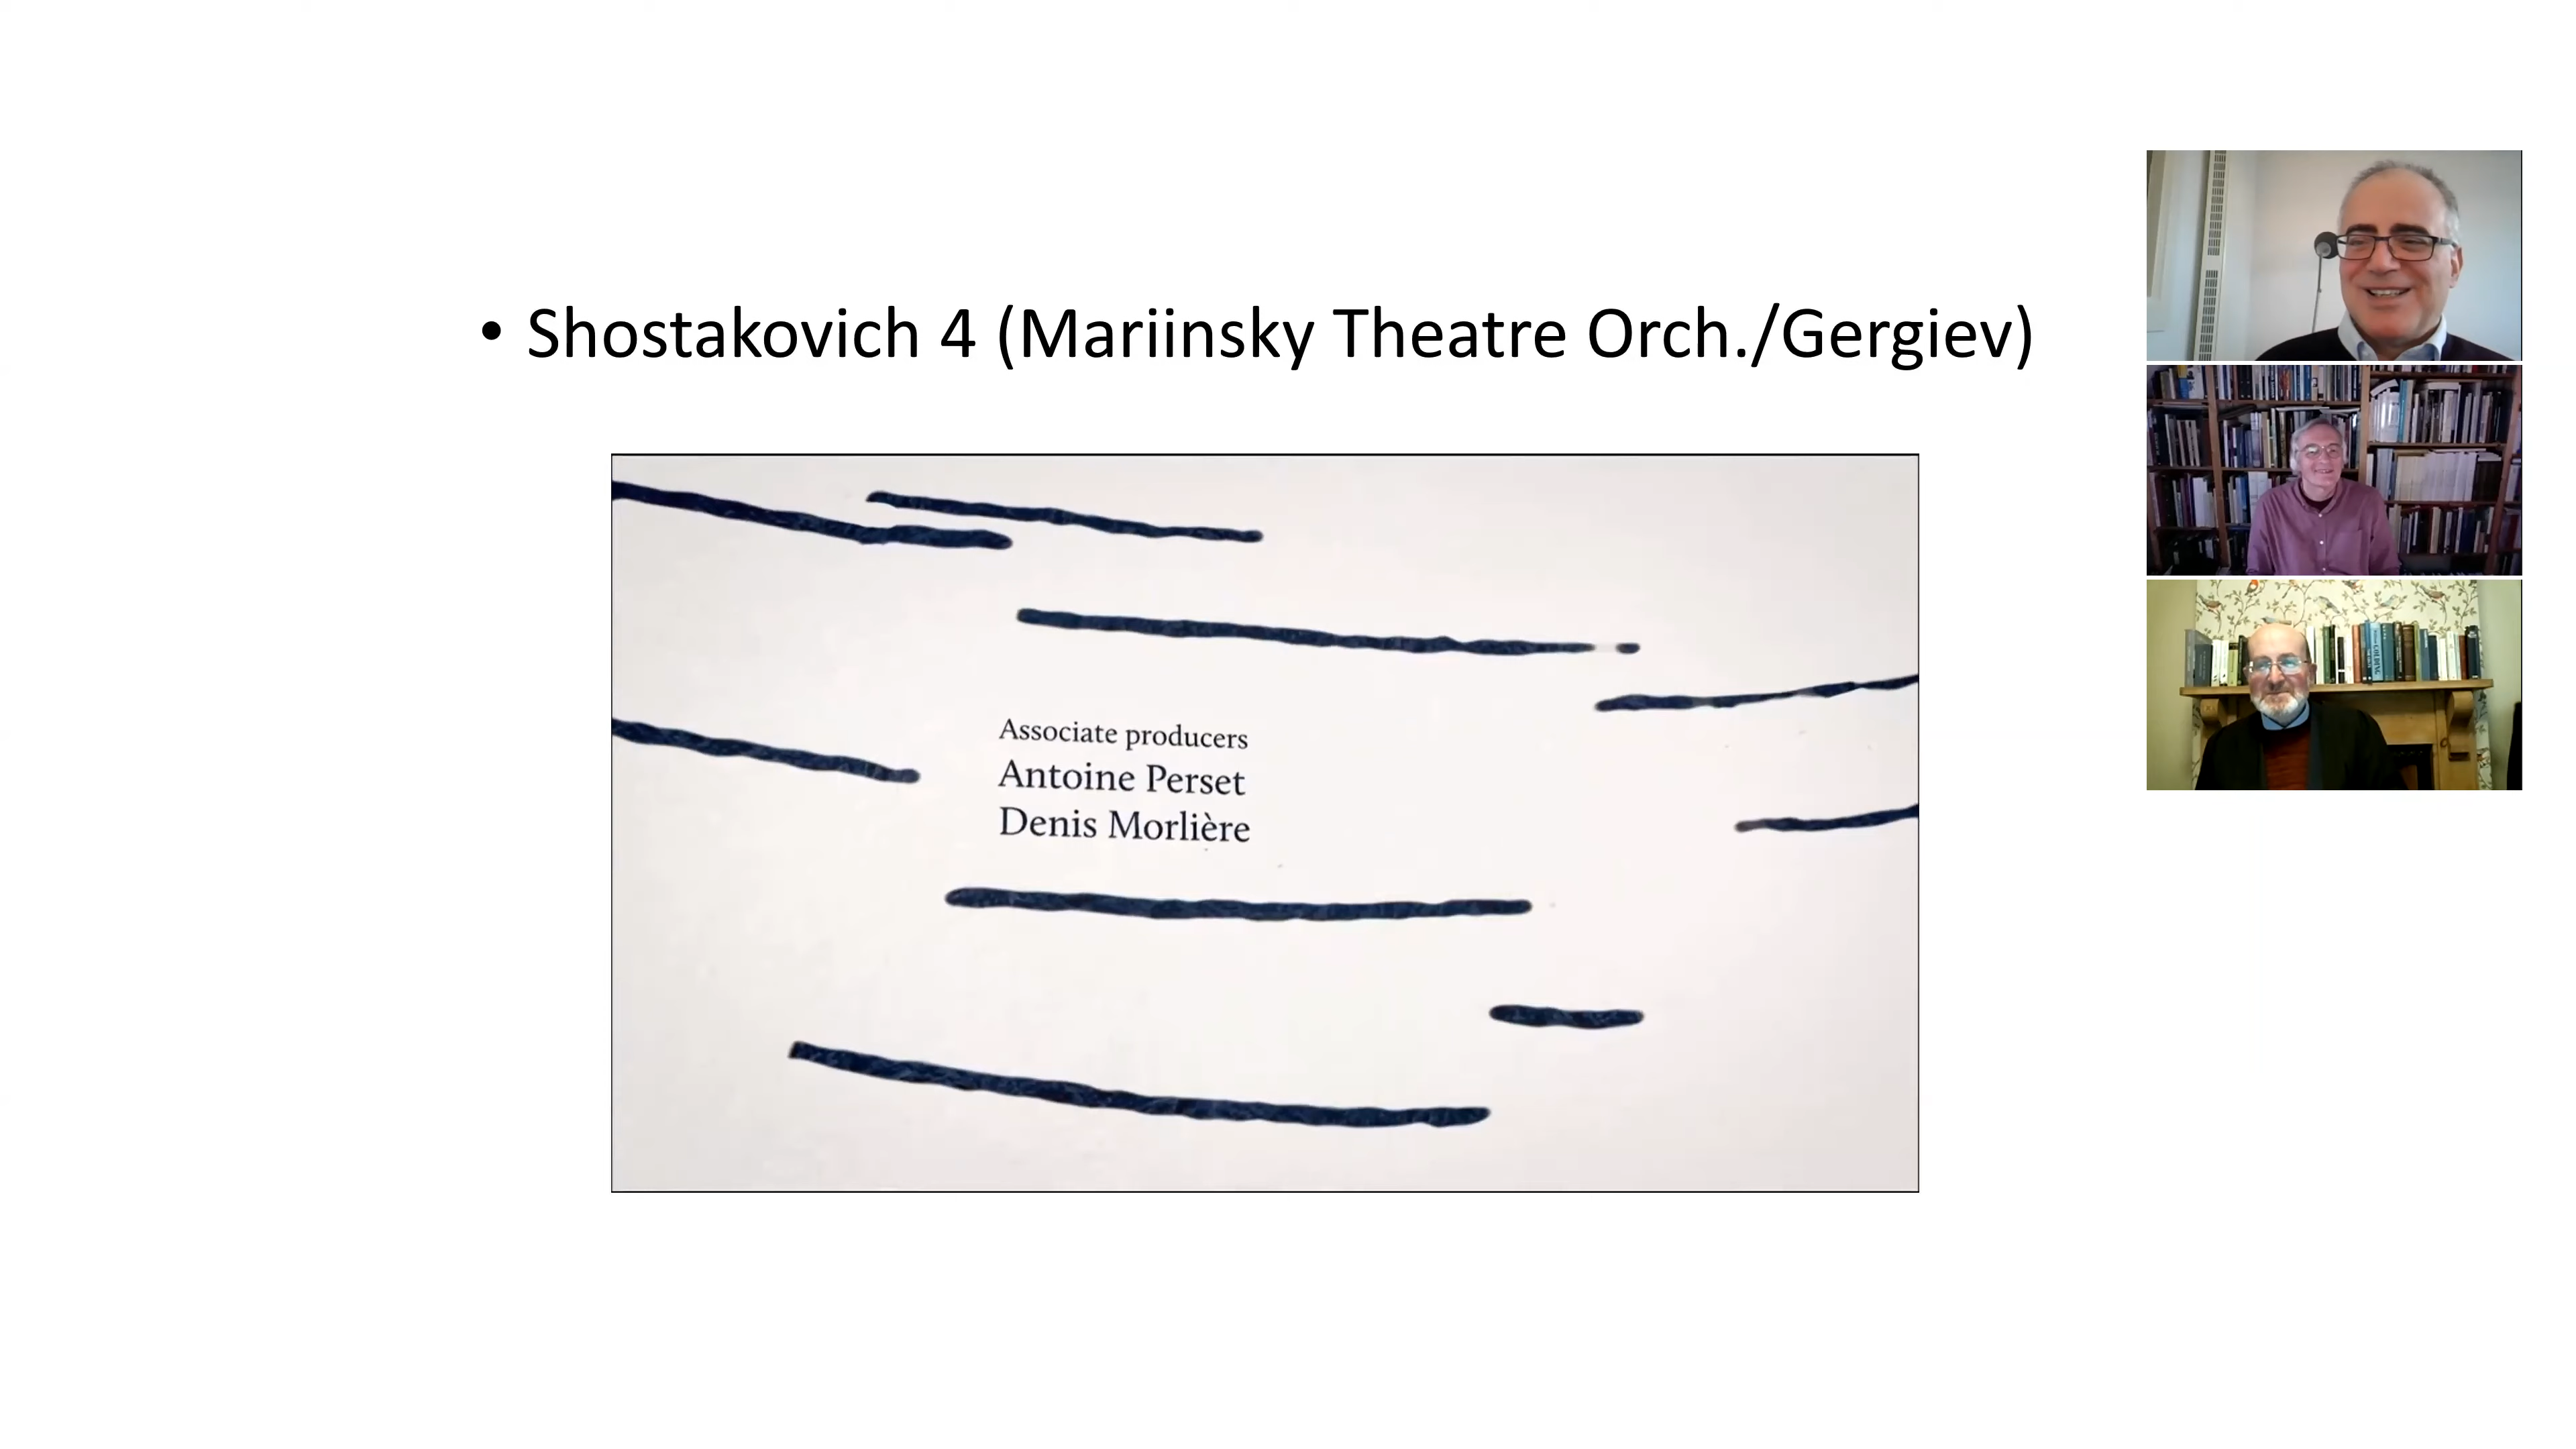 • Shostakovich 4 (Mariinsky Theatre Orch./Gergiev)
Associate producers
Antoine Perset
Denis Morlière